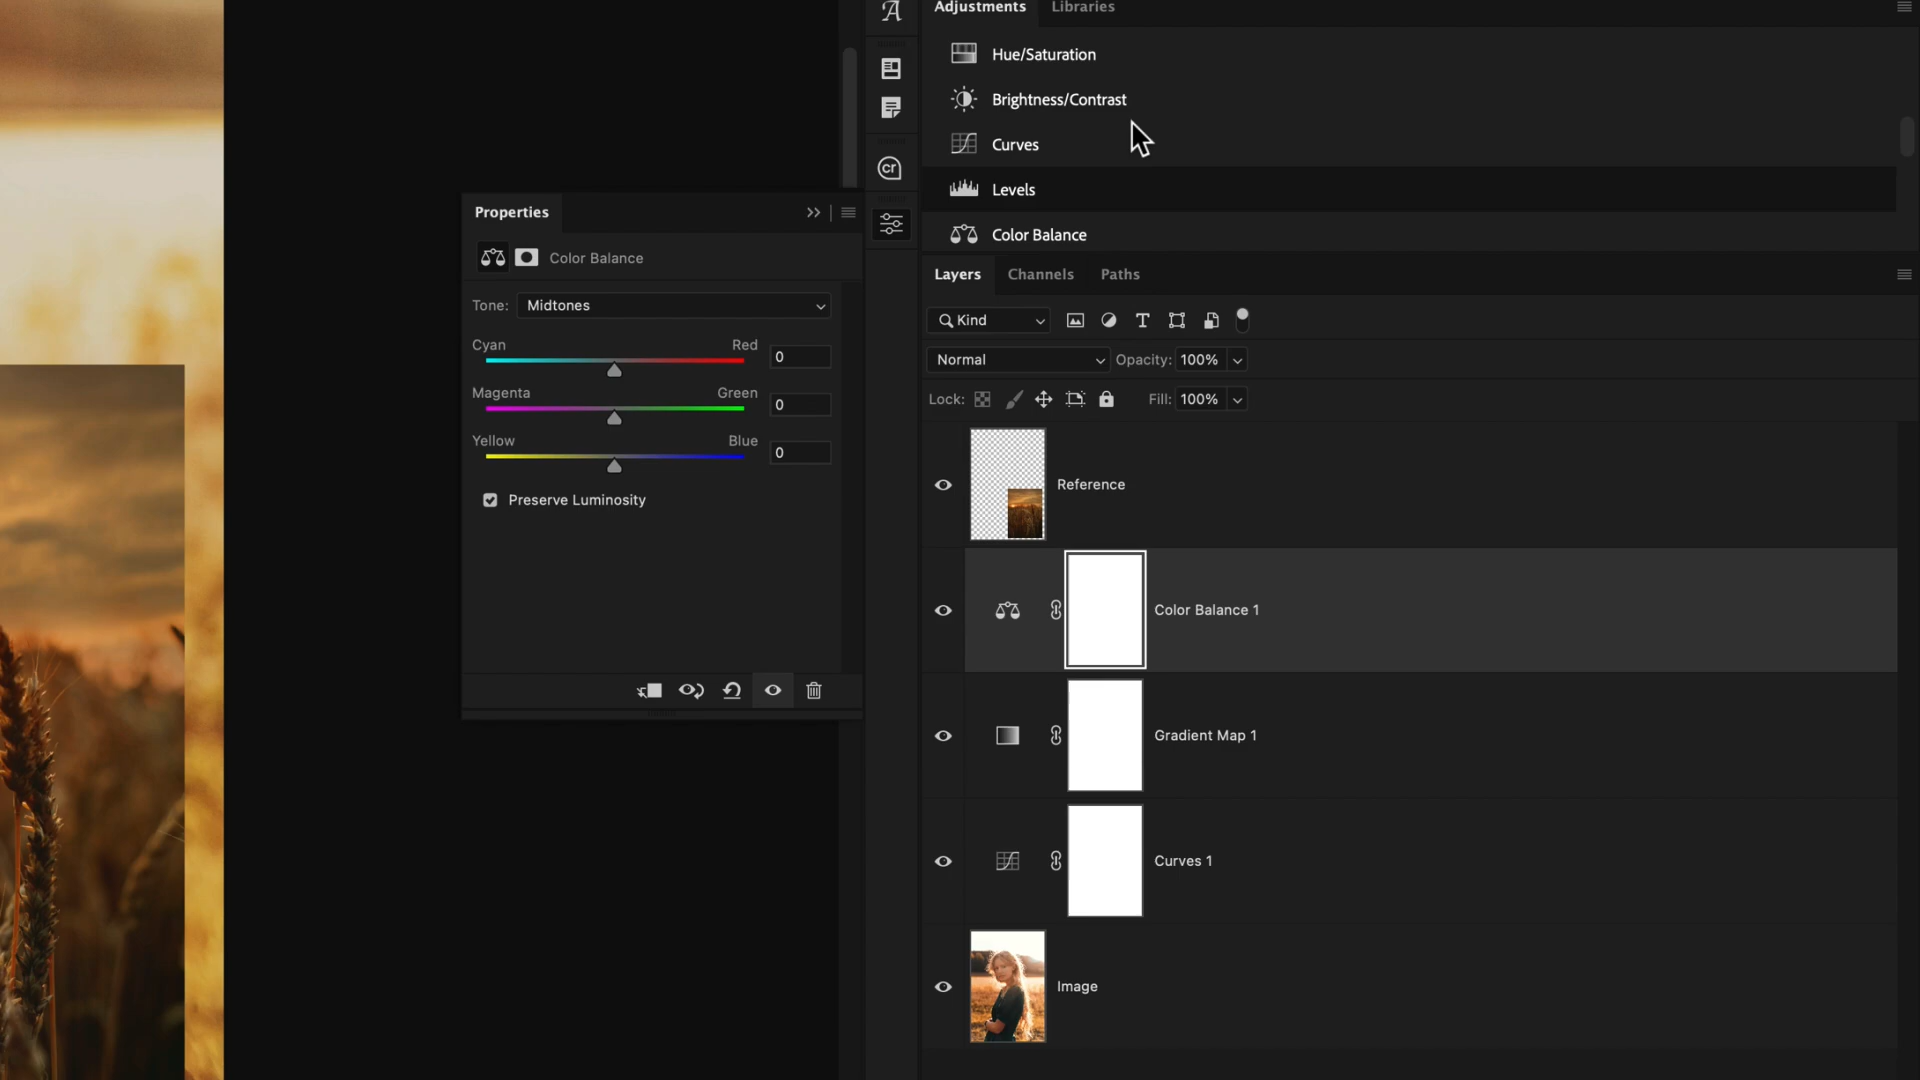 Adjustments Libraries
Hue/Saturation
Brightness/Contrast
Curves
Levels
Color Balance
Properties
Color Balance
Tone: Midtones
Cyan Red 0
Magenta Green 0
Yellow Blue 0
Preserve Luminosity
Layers Channels Paths
Kind
Normal Opacity: 100%
Lock: Fill: 100%
Reference
Color Balance 1
Gradient Map 1
Curves 1
Image